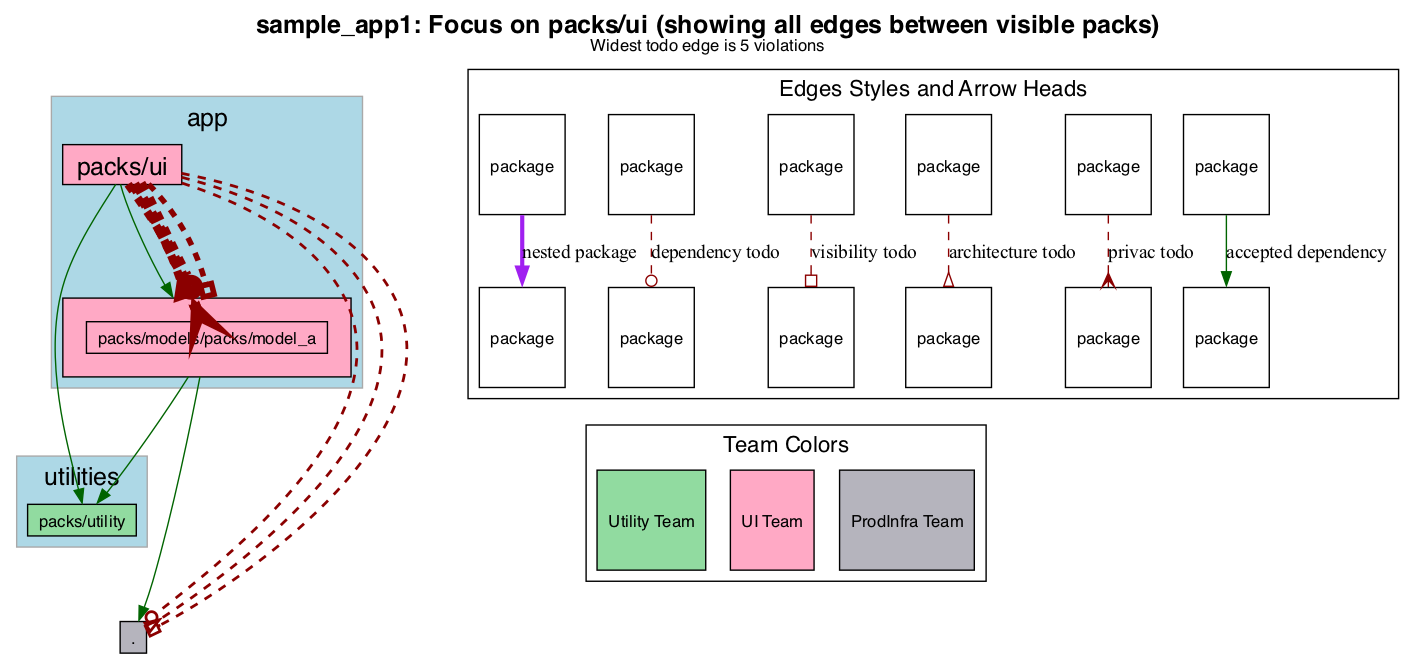 sample_app1: Focus on packs/ui (showing all edges between visible packs)
Widest todo edge is 5 violations
app
packs/ui
packs/models/packs/model_a
utilities
packs/utility
.
Edges Styles and Arrow Heads
package package package package package package
nested package dependency todo visibility todo architecture todo privac todo accepted dependency
package package package package package package
Team Colors
Utility Team UI Team ProdInfra Team